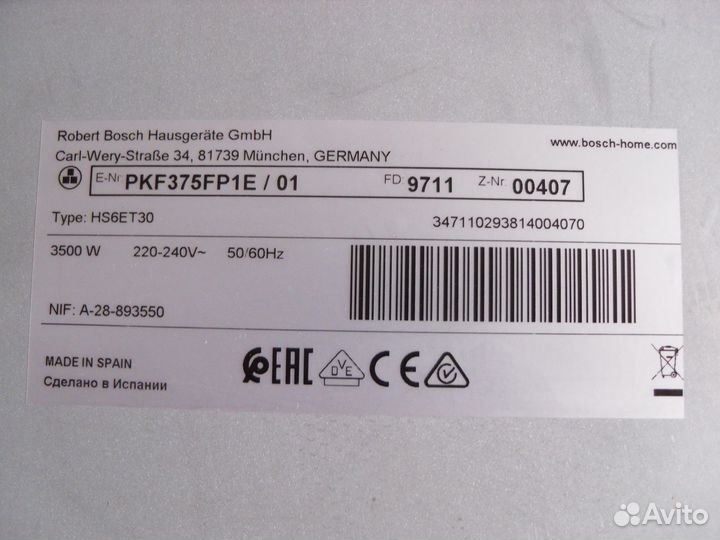 Robert Bosch Hausgeräte GmbH
www.bosch-home.com
Carl-Wery-Straße 34, 81739 München, GERMANY
E-Nr PKF375FP1E / 01 FD: 9711 Z-Nr. 00407
Type: HS6ET30
347110293814004070
3500 W 220-240V~ 50/60Hz
NIF: A-28-893550
MADE IN SPAIN
Сделано в Испании
EAC DVE CE
Avito